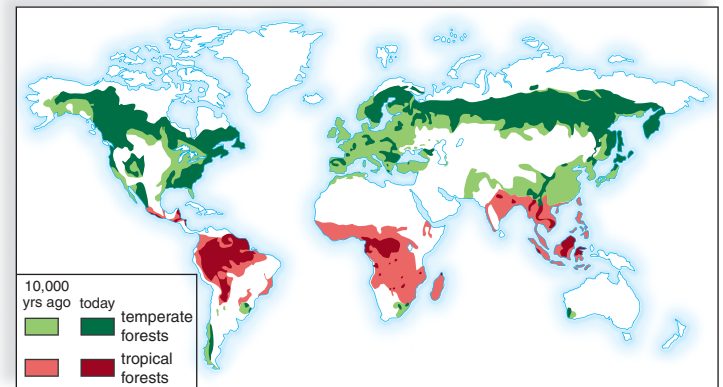 10,000
yrs ago today
temperate
forests
tropical
forests